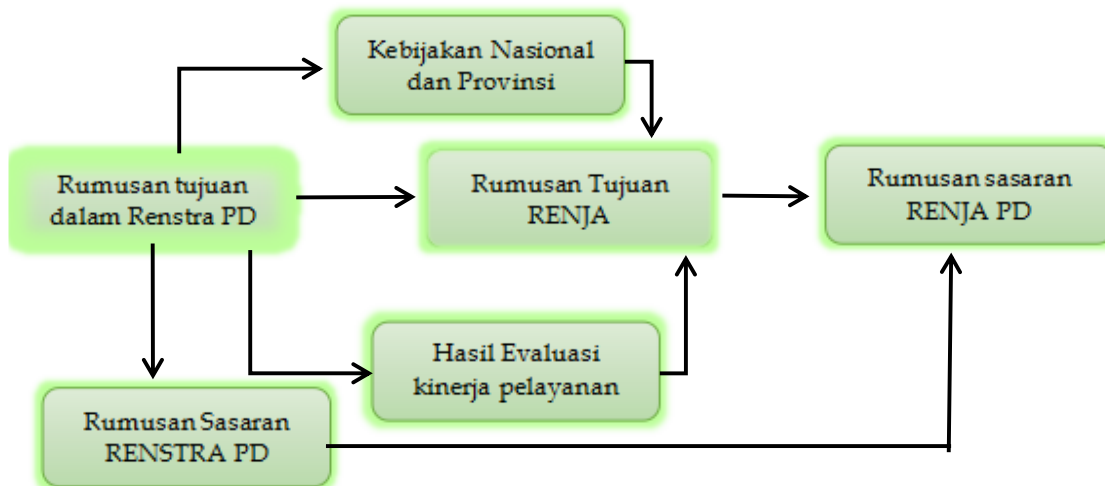 Kebijakan Nasional
dan Provinsi
Rumusan tujuan
dalam Renstra PD
Rumusan Tujuan
RENJA
Rumusan sasaran
RENJA PD
Hasil Evaluasi
kinerja pelayanan
Rumusan Sasaran
RENSTRA PD